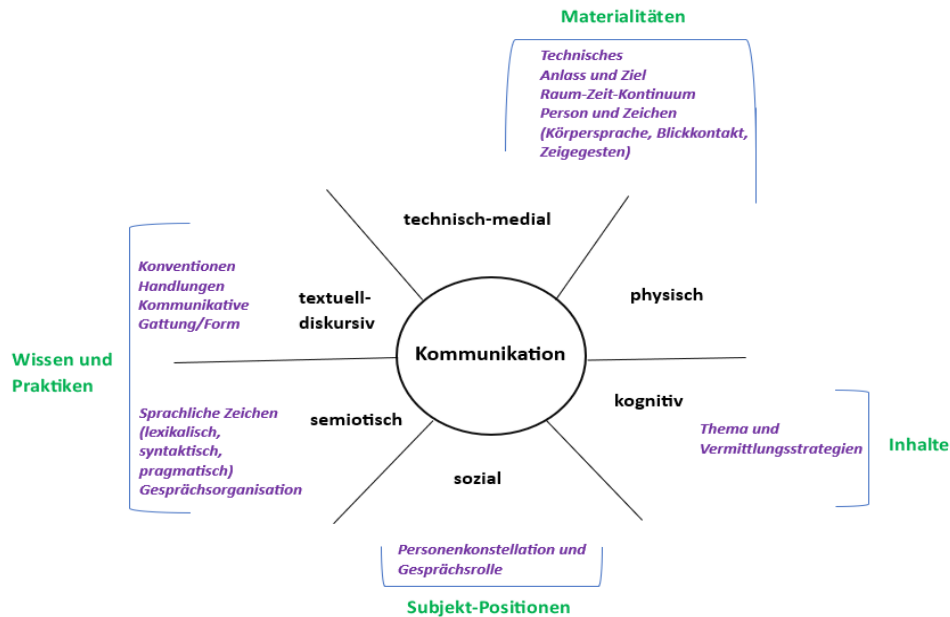 Materialitäten
Technisches
Anlass und Ziel
Raum-Zeit-Kontinuum
Person und Zeichen
(Körpersprache, Blickkontakt,
Zeigegesten)
technisch-medial
physisch
Konventionen
Handlungen
Kommunikative
Gattung/Form
textuell-
diskursiv
Kommunikation
Wissen und
Praktiken
Sprachliche Zeichen
(lexikalisch,
syntaktisch,
pragmatisch)
Gesprächsorganisation
semiotisch
kognitiv
Thema und
Vermittlungsstrategien
Inhalte
sozial
Personenkonstellation und
Gesprächsrolle
Subjekt-Positionen